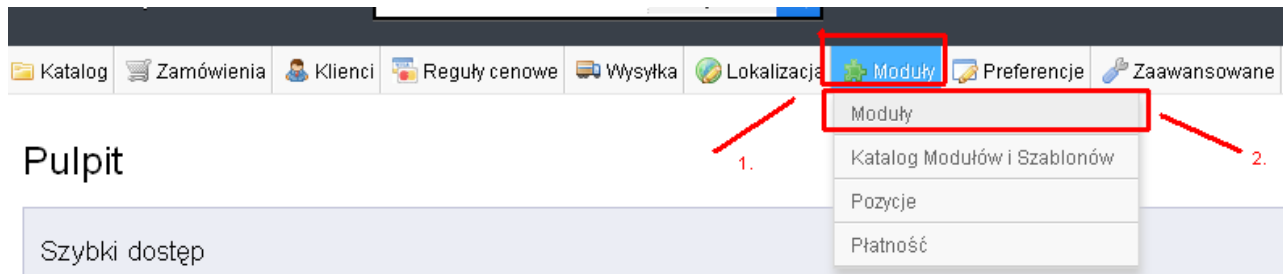 Katalog Zamówienia Klienci Reguły cenowe Wysyłka Lokalizacja Moduły Preferencje Zaawansowane
Moduły
Pulpit
1.
Katalog Modułów i Szablonów
2.
Pozycje
Szybki dostęp
Płatność